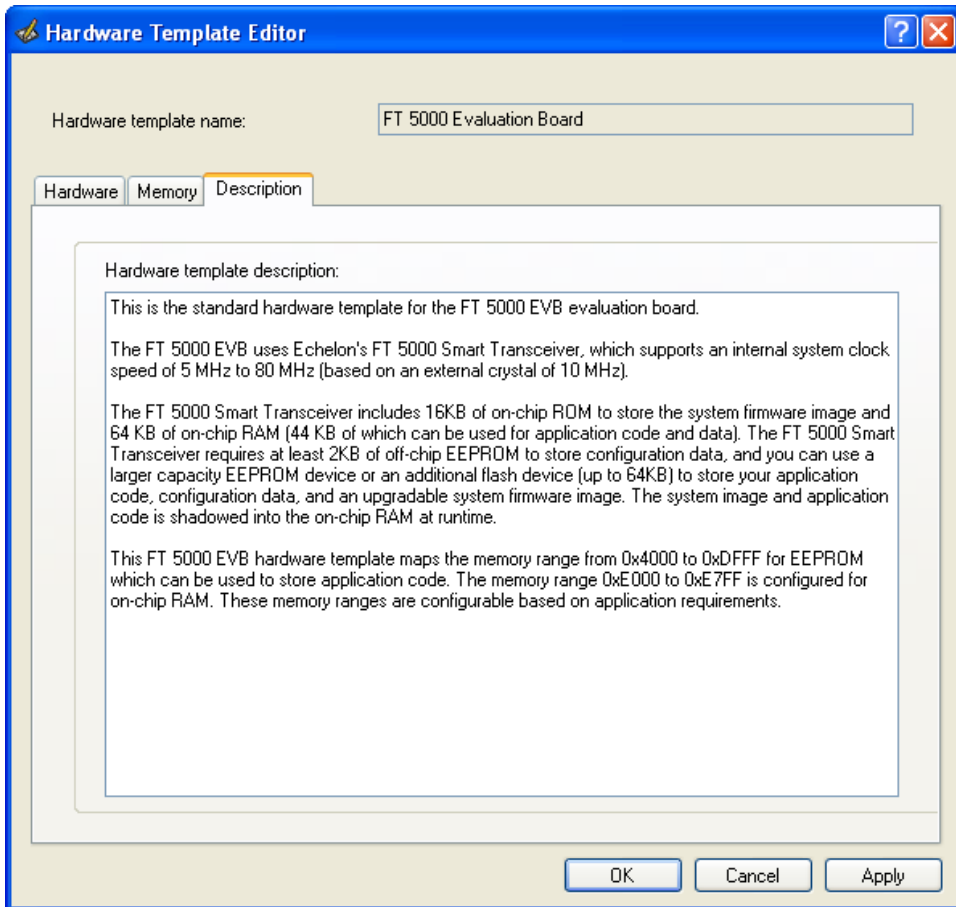 Hardware Template Editor
Hardware template name:
FT 5000 Evaluation Board
Hardware
Memory
Description
Hardware template description:
This is the standard hardware template for the FT 5000 EVB evaluation board.
The FT 5000 EVB uses Echelon's FT 5000 Smart Transceiver, which supports an internal system clock
speed of 5 MHz to 80 MHz (based on an external crystal of 10 MHz).
The FT 5000 Smart Transceiver includes 16KB of on-chip ROM to store the system firmware image and
64 KB of on-chip RAM (44 KB of which can be used for application code and data). The FT 5000 Smart
Transceiver requires at least 2KB of off-chip EEPROM to store configuration data, and you can use a
larger capacity EEPROM device or an additional flash device (up to 64KB) to store your application
code, configuration data, and an upgradable system firmware image. The system image and application
code is shadowed into the on-chip RAM at runtime.
This FT 5000 EVB hardware template maps the memory range from 0x4000 to 0xDFFF for EEPROM
which can be used to store application code. The memory range 0xE000 to 0xE7FF is configured for
on-chip RAM. These memory ranges are configurable based on application requirements.
OK
Cancel
Apply